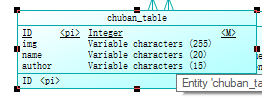 chuban_table
ID <pi> Integer <M>
img Variable characters (255)
name Variable characters (20)
author Variable characters (15)
ID <pi>
Entity 'chuban_ta